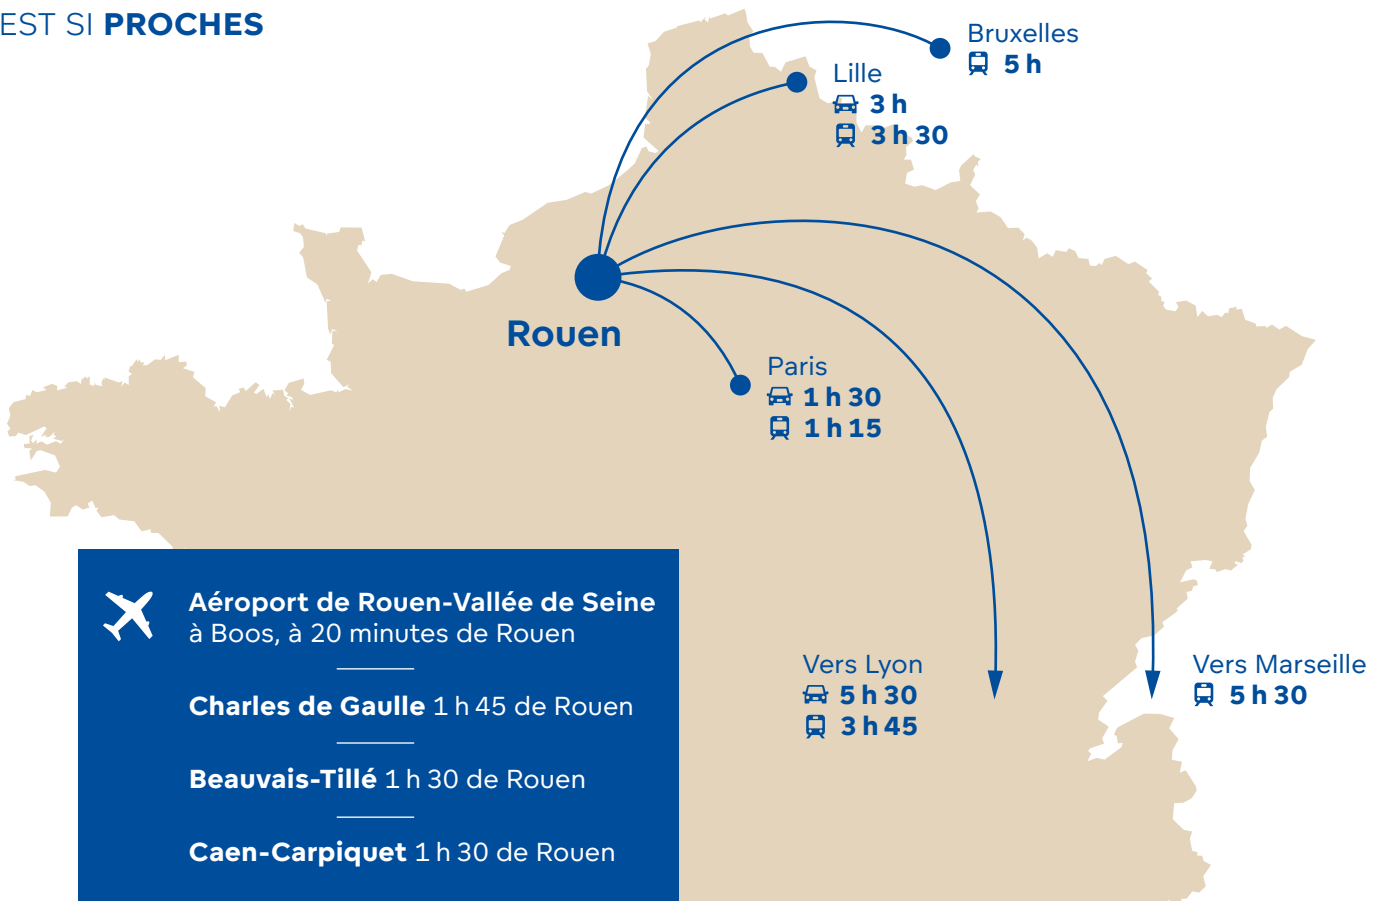 EST SI PROCHES
Bruxelles
5 h
Lille
3 h
3 h 30
Rouen
Paris
1 h 30
1 h 15
Vers Lyon
5 h 30
3 h 45
Vers Marseille
5 h 30
Aéroport de Rouen-Vallée de Seine
à Boos, à 20 minutes de Rouen
Charles de Gaulle 1 h 45 de Rouen
Beauvais-Tillé 1 h 30 de Rouen
Caen-Carpiquet 1 h 30 de Rouen